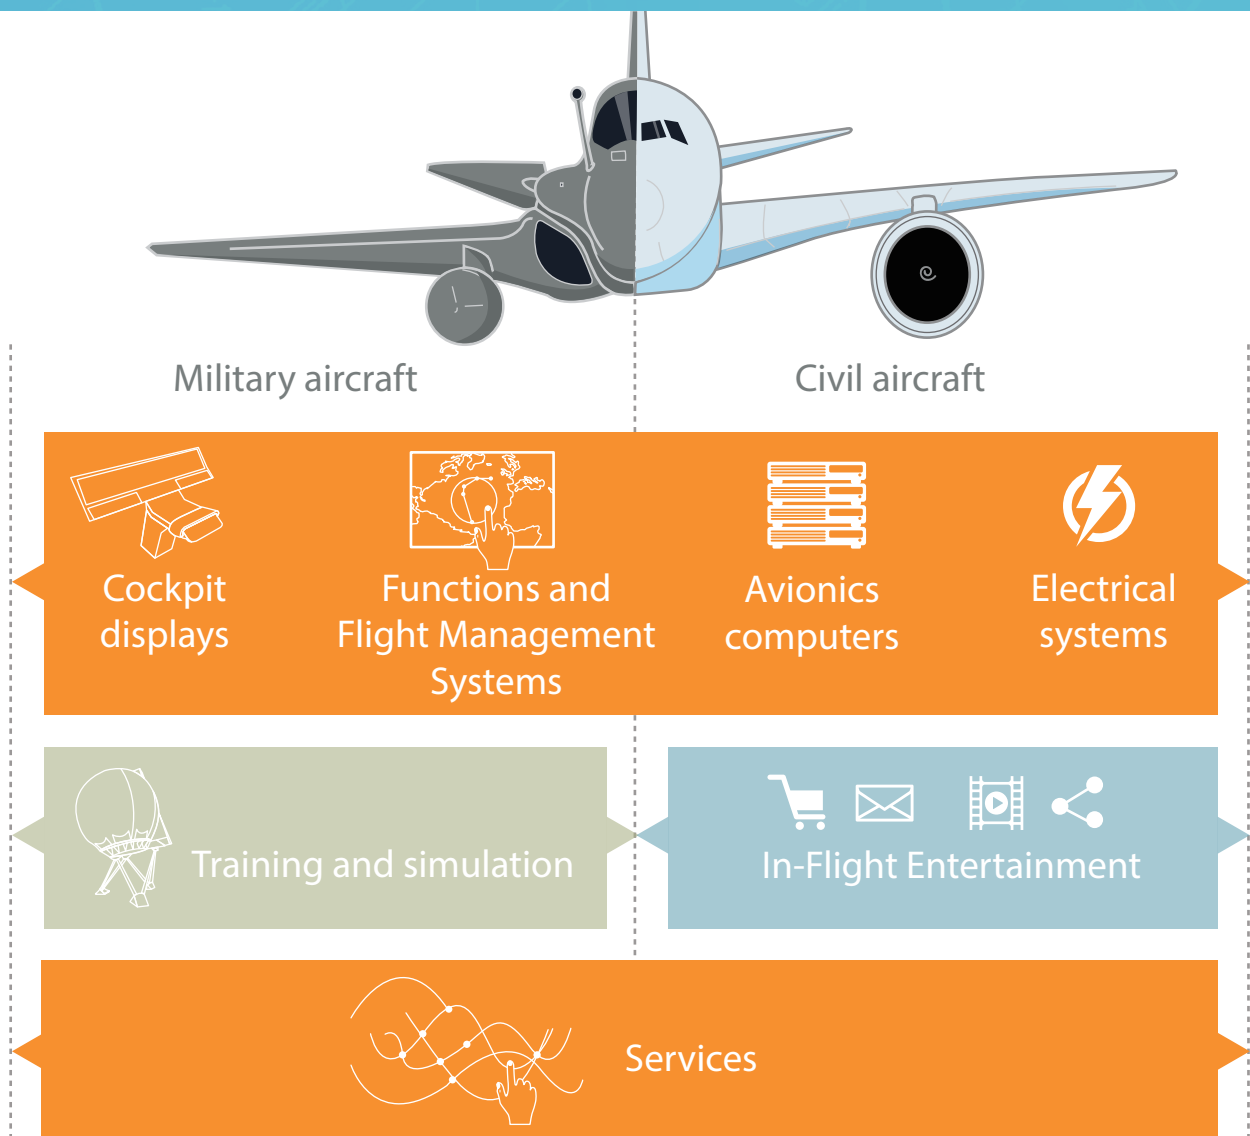 Military aircraft
Civil aircraft
Cockpit
displays
Functions and
Flight Management
Systems
Avionics
computers
Electrical
systems
Training and simulation
In-Flight Entertainment
Services